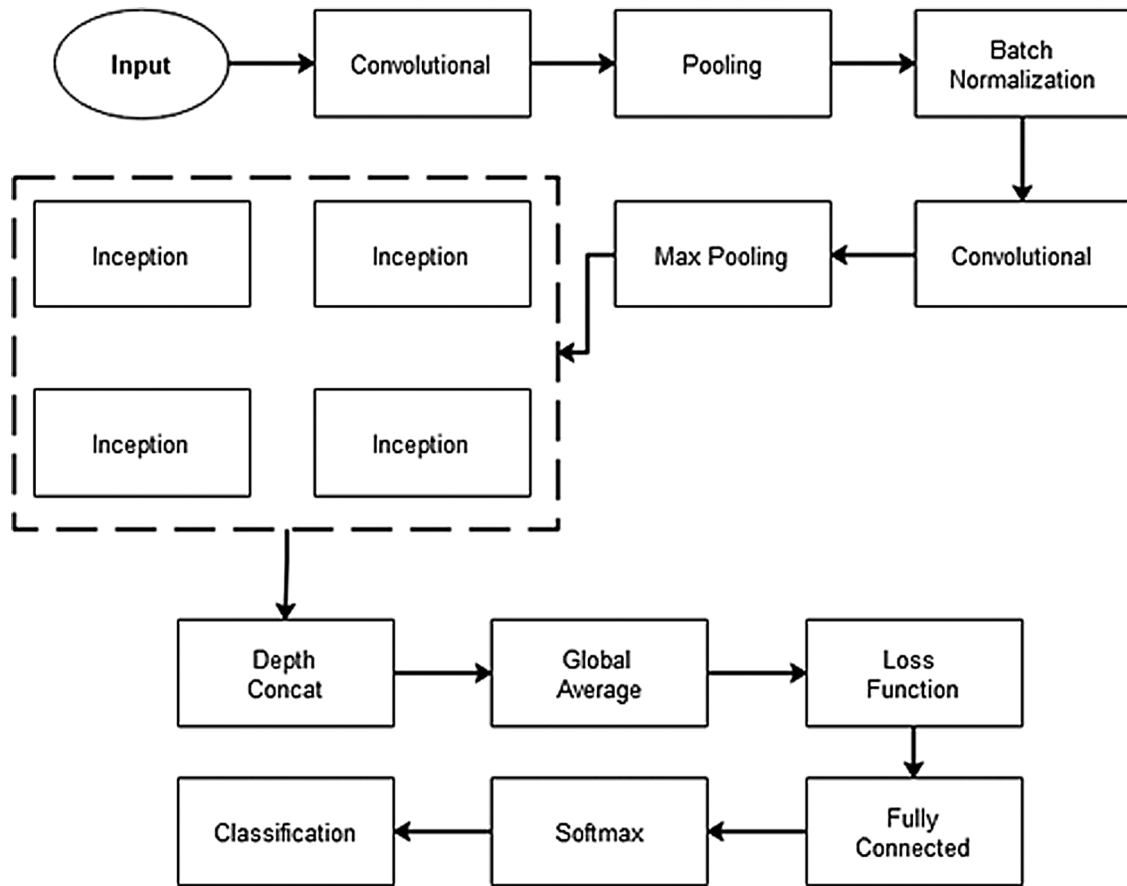 Input
Convolutional
Pooling
Batch
Normalization
Inception
Inception
Max Pooling
Convolutional
Inception
Inception
Depth
Concat
Global
Average
Loss
Function
Classification
Softmax
Fully
Connected